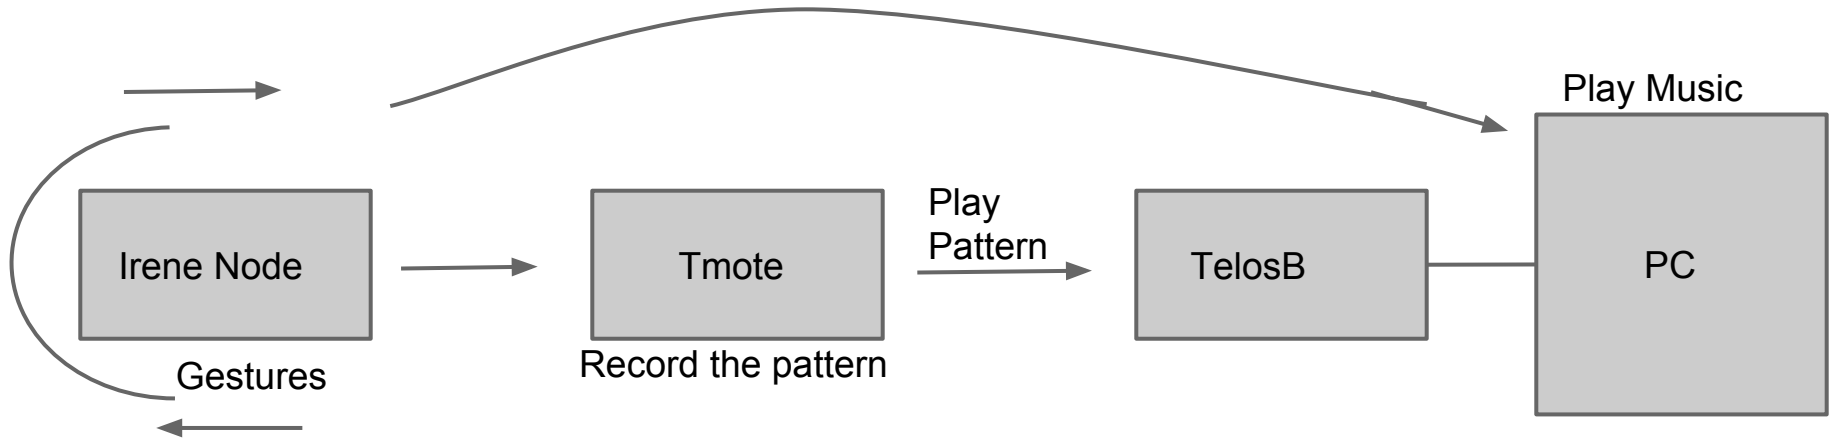 Play Music
Play
Pattern
Irene Node
Tmote
TelosB
PC
Record the pattern
Gestures